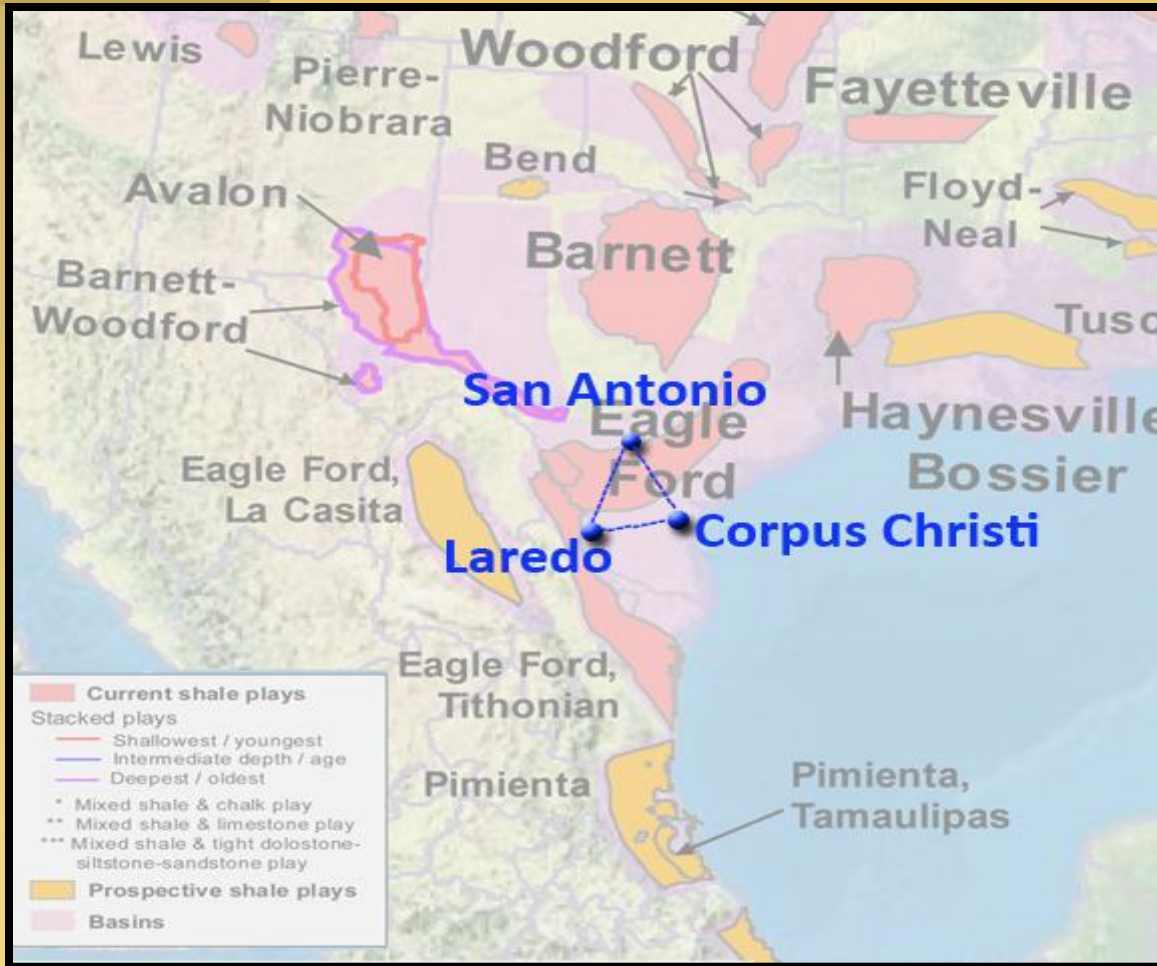 Lewis
Pierre-
Niobrara
Woodford
Fayetteville
Bend
Avalon
Floyd-
Neal
Barnett
Barnett-
Woodford
Tusc
San Antonio
Eagle
Ford
Haynesville
Bossier
Eagle Ford,
La Casita
Laredo
Corpus Christi
Eagle Ford,
Tithonian
Pimienta
Pimienta,
Tamaulipas
Current shale plays
Stacked plays
Shallowest / youngest
Intermediate depth / age
Deepest / oldest
* Mixed shale & chalk play
** Mixed shale & limestone play
*** Mixed shale & tight dolostone-
siltstone-sandstone play
Prospective shale plays
Basins